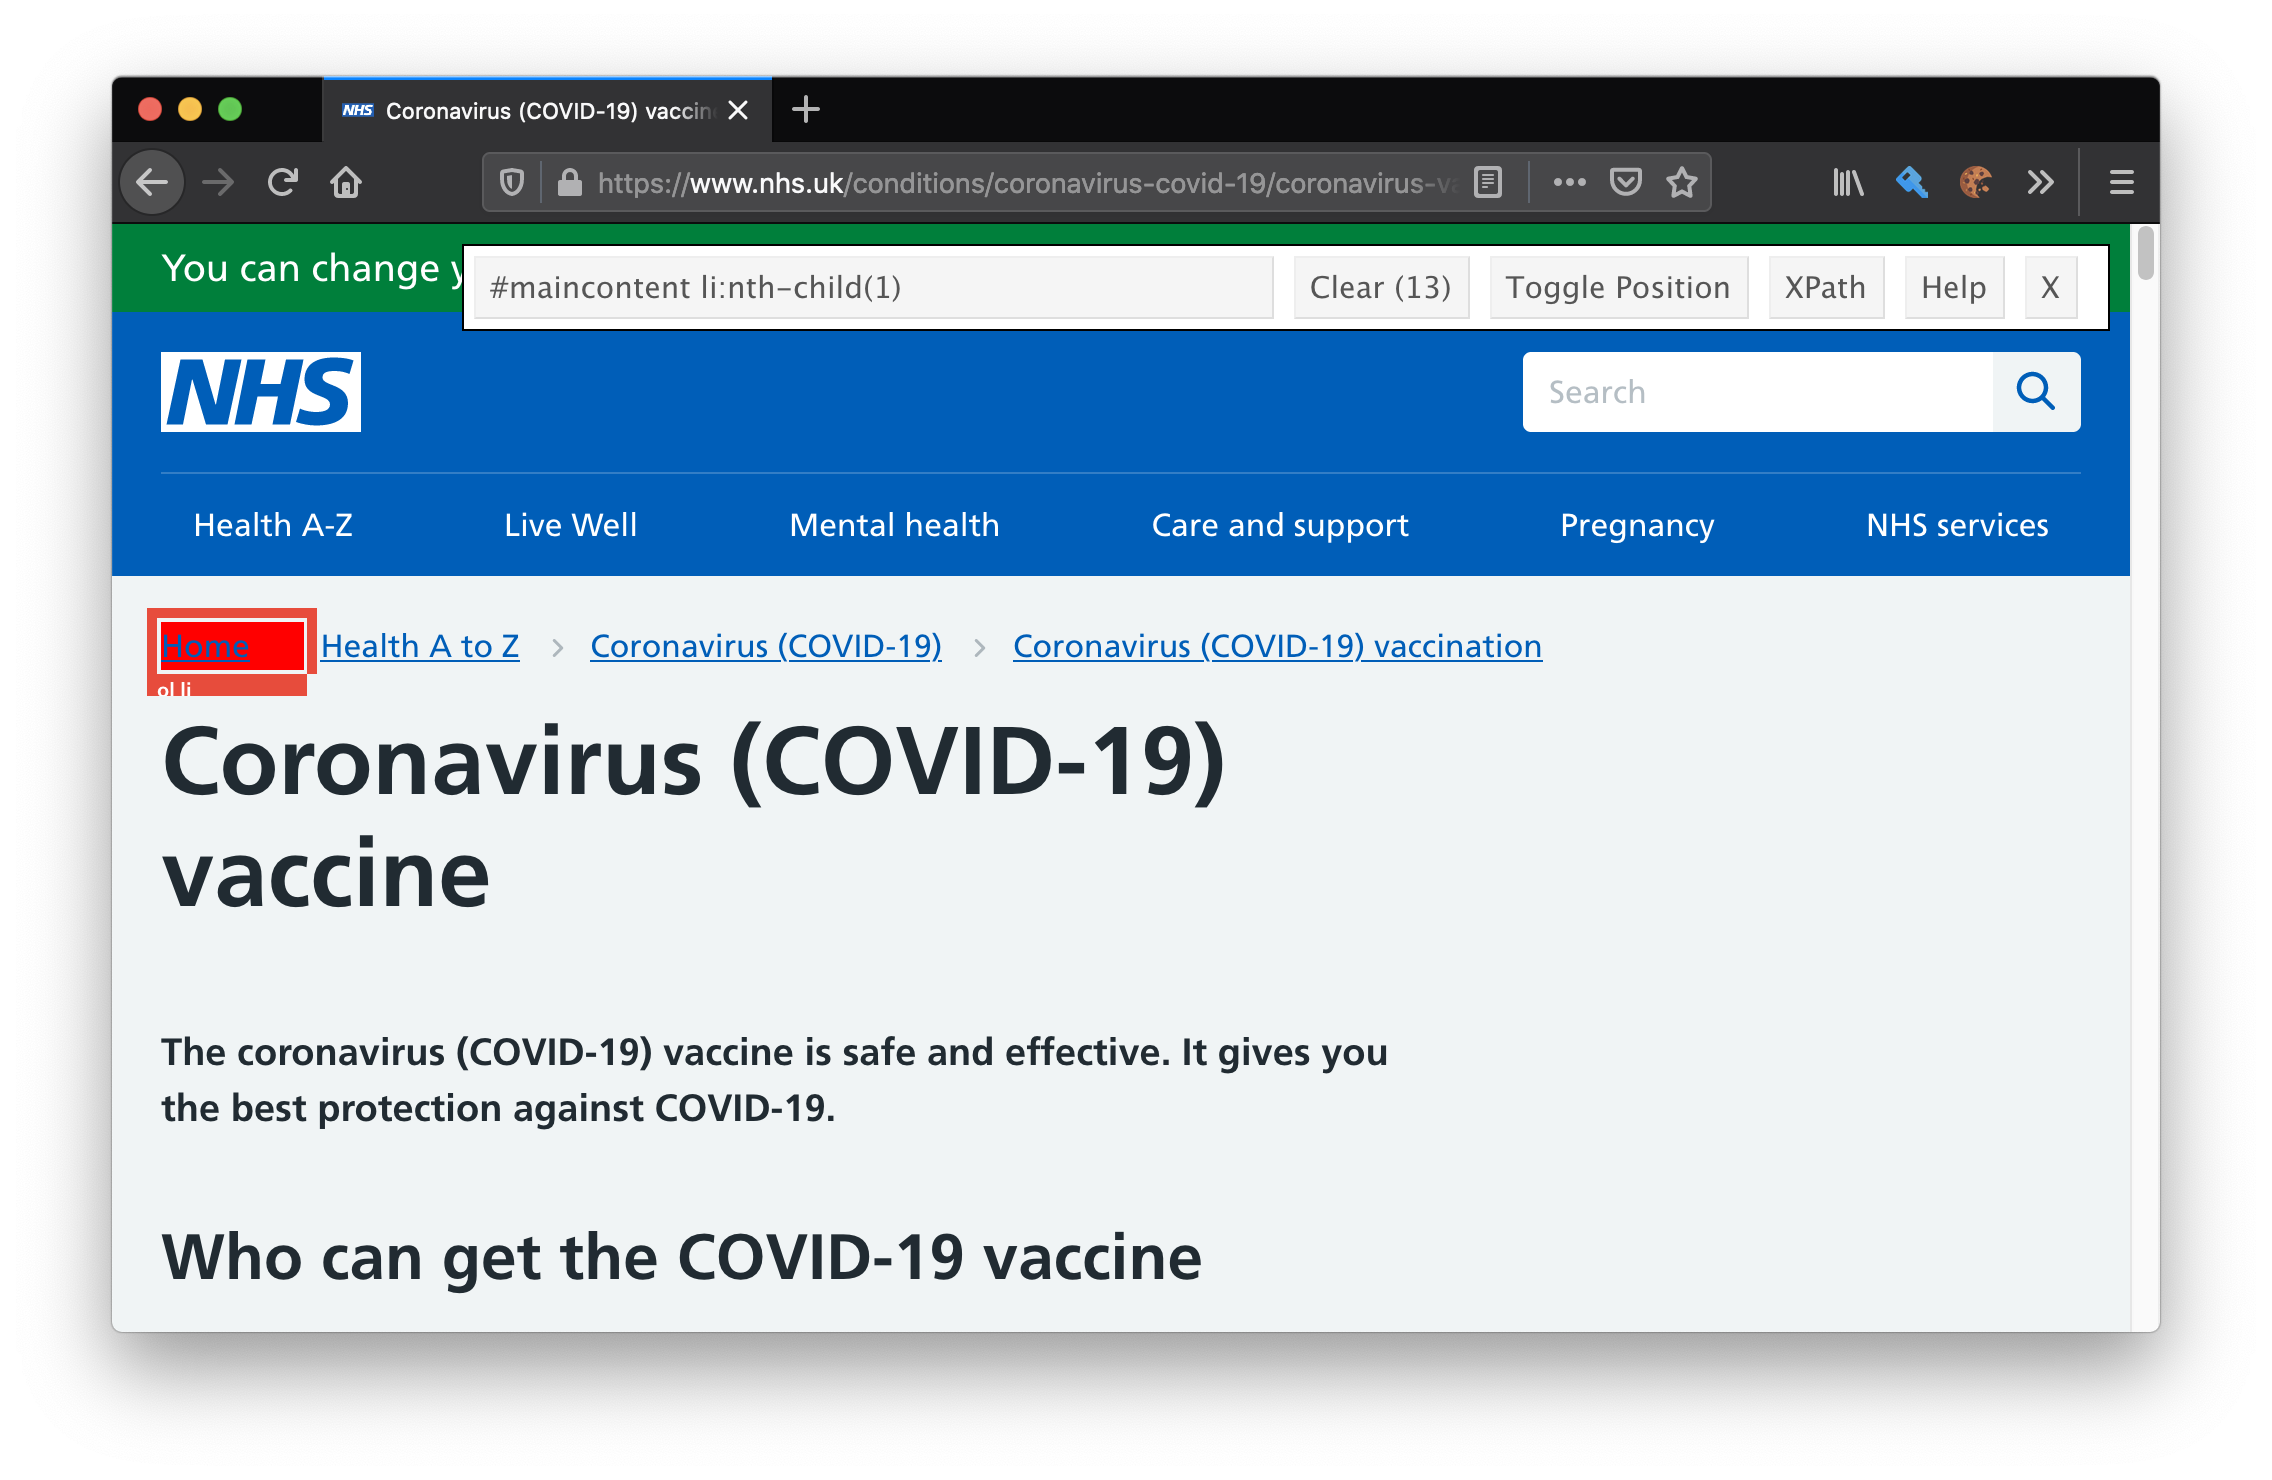 NHS Coronavirus (COVID-19) vaccin
https://www.nhs.uk/conditions/coronavirus-covid-19/coronavirus-va
You can change y
#maincontent li:nth-child(1) Clear (13) Toggle Position XPath Help X
NHS Search
Health A-Z Live Well Mental health Care and support Pregnancy NHS services
Home Health A to Z Coronavirus (COVID-19) Coronavirus (COVID-19) vaccination
ol li
Coronavirus (COVID-19)
vaccine
The coronavirus (COVID-19) vaccine is safe and effective. It gives you
the best protection against COVID-19.
Who can get the COVID-19 vaccine